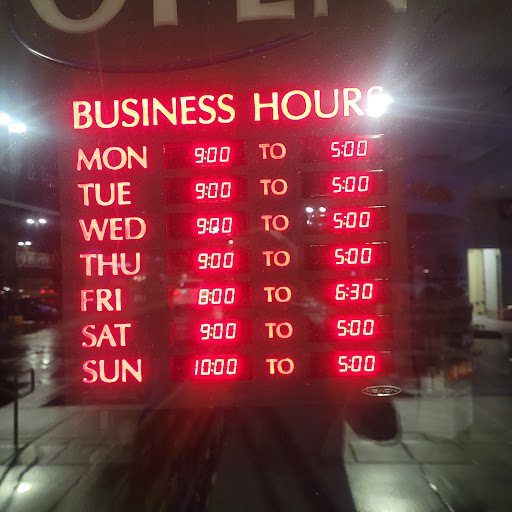 OPEN
BUSINESS HOURS
MON 9:00 TO 5:00
TUE 9:00 TO 5:00
WED 9:00 TO 5:00
THU 9:00 TO 5:00
FRI 8:00 TO 6:30
SAT 9:00 TO 5:00
SUN 10:00 TO 5:00
NEWON